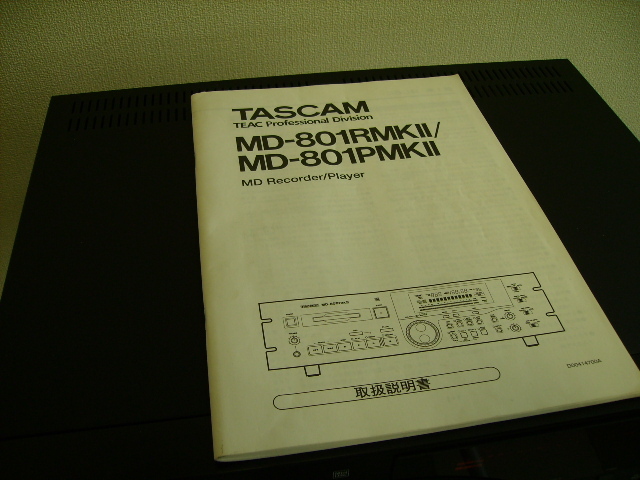 TASCAM
TEAC Professional Division
MD-801RMKII/
MD-801PMKII
MD Recorder/Player
取扱説明書